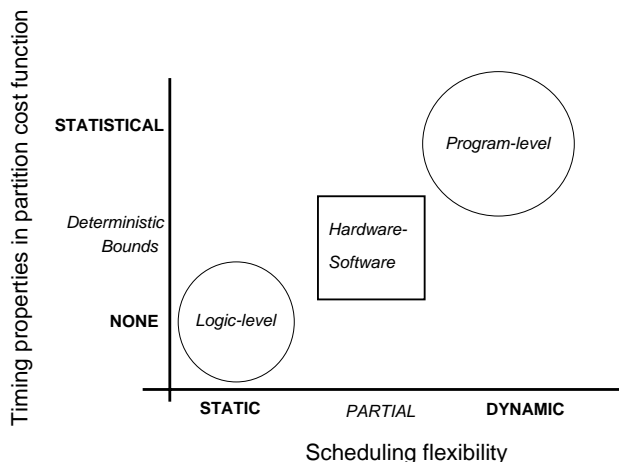 Timing properties in partition cost function
STATISTICAL
Program-level
Deterministic
Bounds
Hardware-
Software
NONE
Logic-level
STATIC
PARTIAL
DYNAMIC
Scheduling flexibility